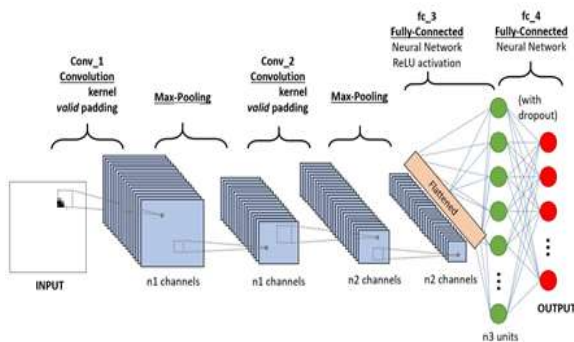 Conv_1
Convolution
kernel
valid padding
Max-Pooling
Conv_2
Convolution
kernel
valid padding
Max-Pooling
fc_3
Fully-Connected
Neural Network
ReLU activation
fc_4
Fully-Connected
Neural Network
(with
dropout)
Flattened
INPUT
n1 channels
n1 channels
n2 channels
n2 channels
OUTPUT
n3 units